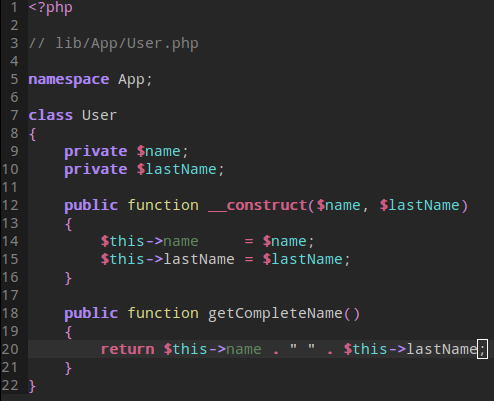 1 <?php
2
3 // lib/App/User.php
4
5 namespace App;
6
7 class User
8 {
9     private $name;
10     private $lastName;
11
12     public function __construct($name, $lastName)
13     {
14         $this->name     = $name;
15         $this->lastName = $lastName;
16     }
17
18     public function getCompleteName()
19     {
20         return $this->name . " " . $this->lastName;
21     }
22 }